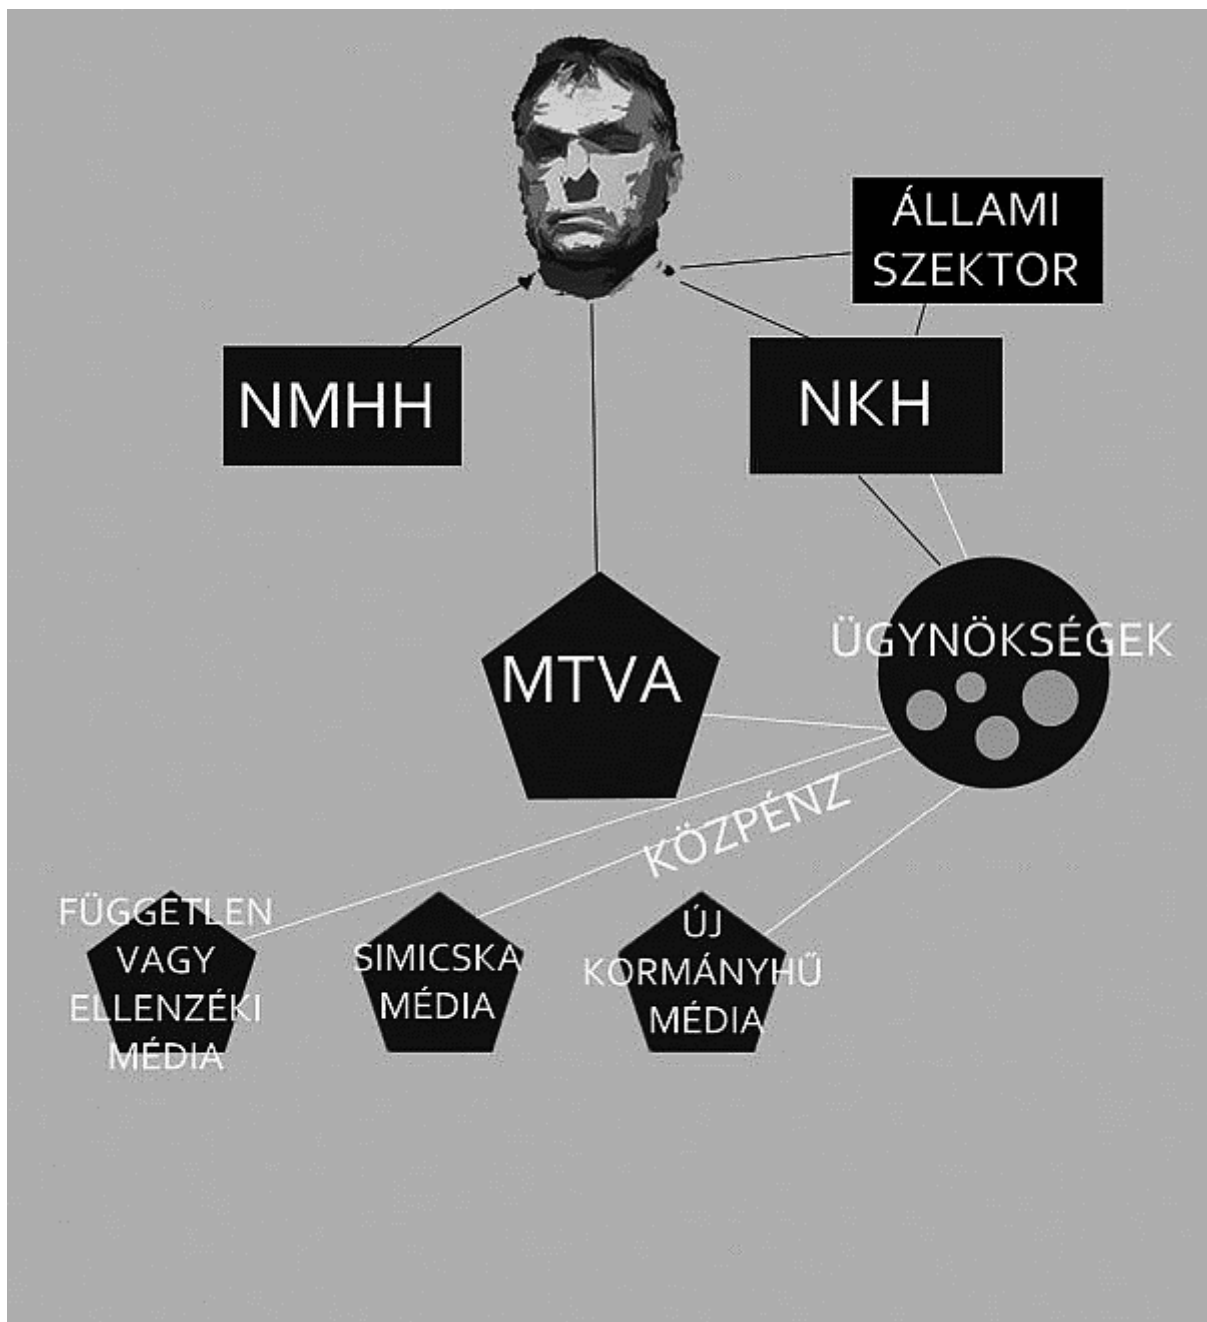 ÁLLAMI
SZEKTOR
NMHH
NKH
ÜGYNÖKSÉGEK
MTVA
KÖZPÉNZ
FÜGGETLEN
VAGY
ELLENZÉKI
MÉDIA
SIMICSKA
MÉDIA
ÚJ
KORMÁNYHŰ
MÉDIA